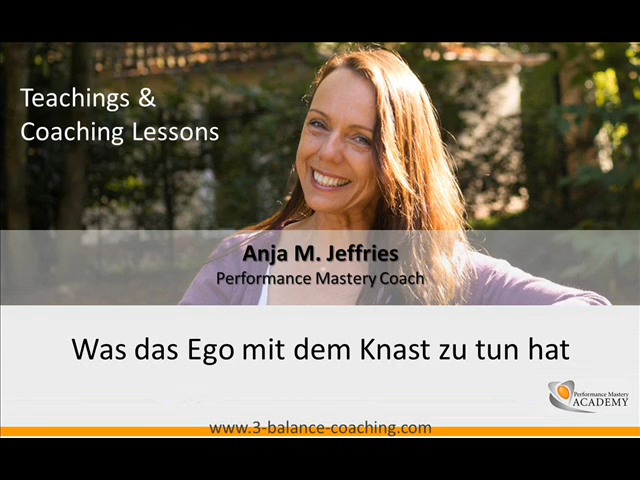 Teachings &
Coaching Lessons
Anja M. Jeffries
Performance Mastery Coach
Was das Ego mit dem Knast zu tun hat
Performance Mastery
ACADEMY
www.3-balance-coaching.com